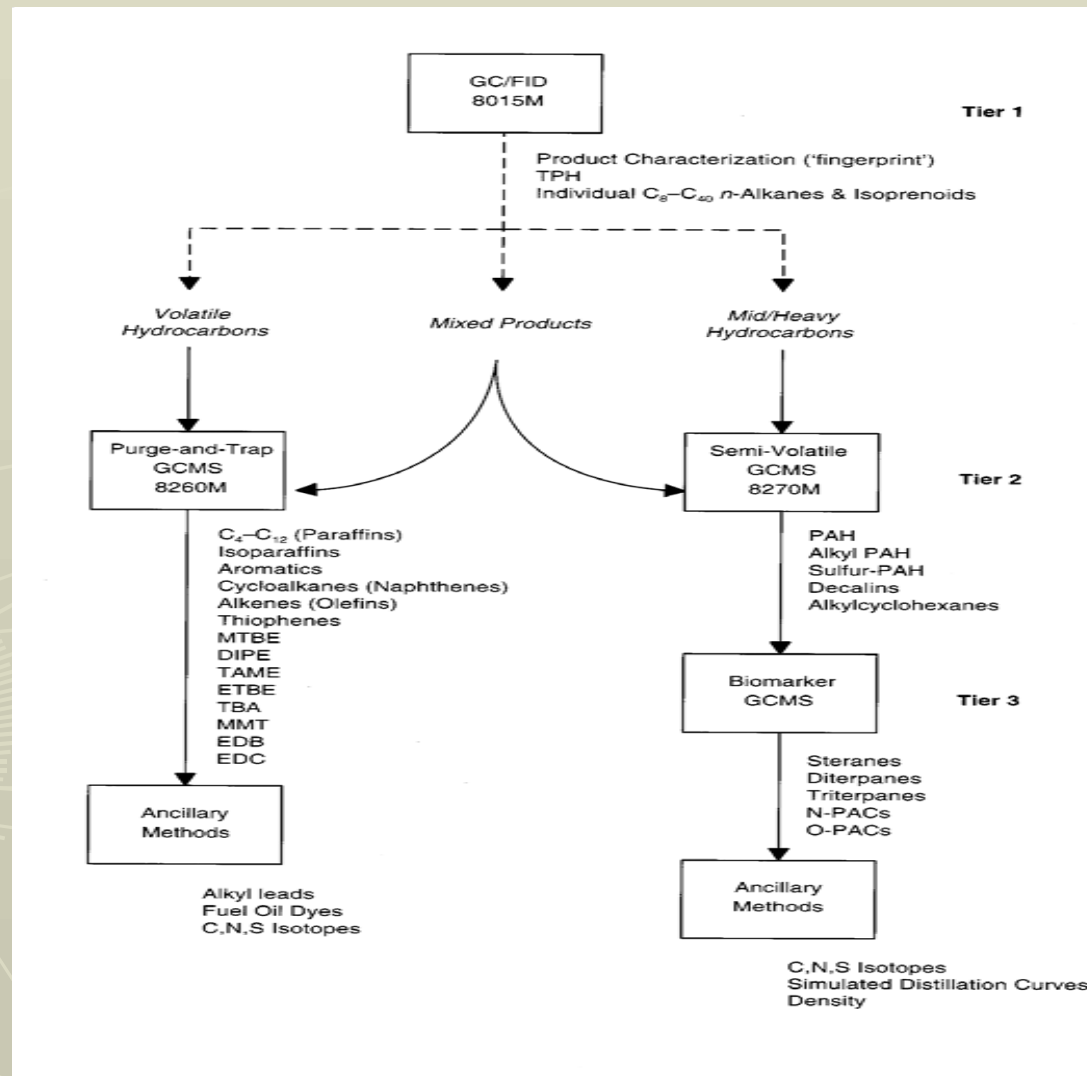 GC/FID
8015M
Tier 1
Product Characterization ('fingerprint')
TPH
Individual C₈–C₄₀ n-Alkanes & Isoprenoids
Volatile
Hydrocarbons
Mixed Products
Mid/Heavy
Hydrocarbons
Purge-and-Trap
GCMS
8260M
Semi-Volatile
GCMS
8270M
Tier 2
C₄–C₁₂ (Paraffins)
Isoparaffins
Aromatics
Cycloalkanes (Naphthenes)
Alkenes (Olefins)
Thiophenes
MTBE
DIPE
TAME
ETBE
TBA
MMT
EDB
EDC
PAH
Alkyl PAH
Sulfur-PAH
Decalins
Alkylcyclohexanes
Biomarker
GCMS
Tier 3
Steranes
Diterpanes
Triterpanes
N-PACs
O-PACs
Ancillary
Methods
Alkyl leads
Fuel Oil Dyes
C,N,S Isotopes
Ancillary
Methods
C,N,S Isotopes
Simulated Distillation Curves
Density